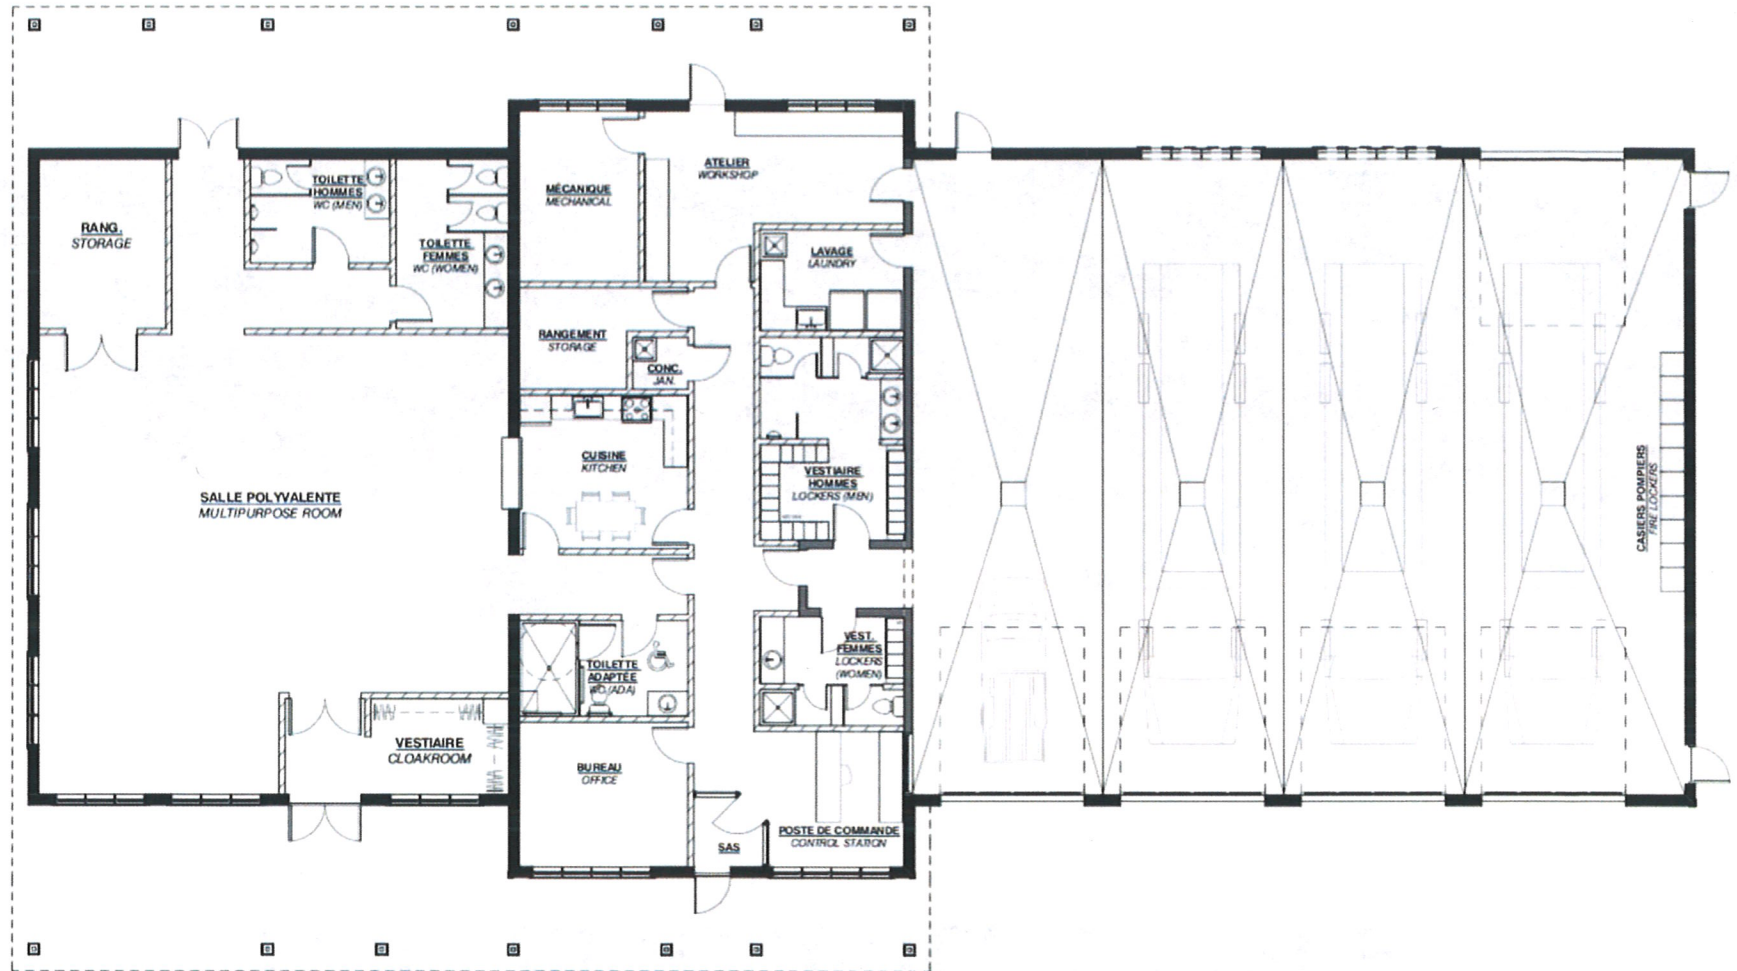 RANG.
STORAGE
TOILETTE
HOMMES
WC (MEN)
TOILETTE
FEMMES
WC (WOMEN)
MÉCANIQUE
MECHANICAL
ATELIER
WORKSHOP
LAVAGE
LAUNDRY
RANGEMENT
STORAGE
CONC.
JAN.
CUISINE
KITCHEN
VESTIAIRE
HOMMES
LOCKERS (MEN)
SALLE POLYVALENTE
MULTIPURPOSE ROOM
CASIERS POMPIERS
FIRE LOCKERS
TOILETTE
ADAPTÉE
WC (ADA)
VEST.
FEMMES
LOCKERS
(WOMEN)
VESTIAIRE
CLOAKROOM
BUREAU
OFFICE
SAS
POSTE DE COMMANDE
CONTROL STATION